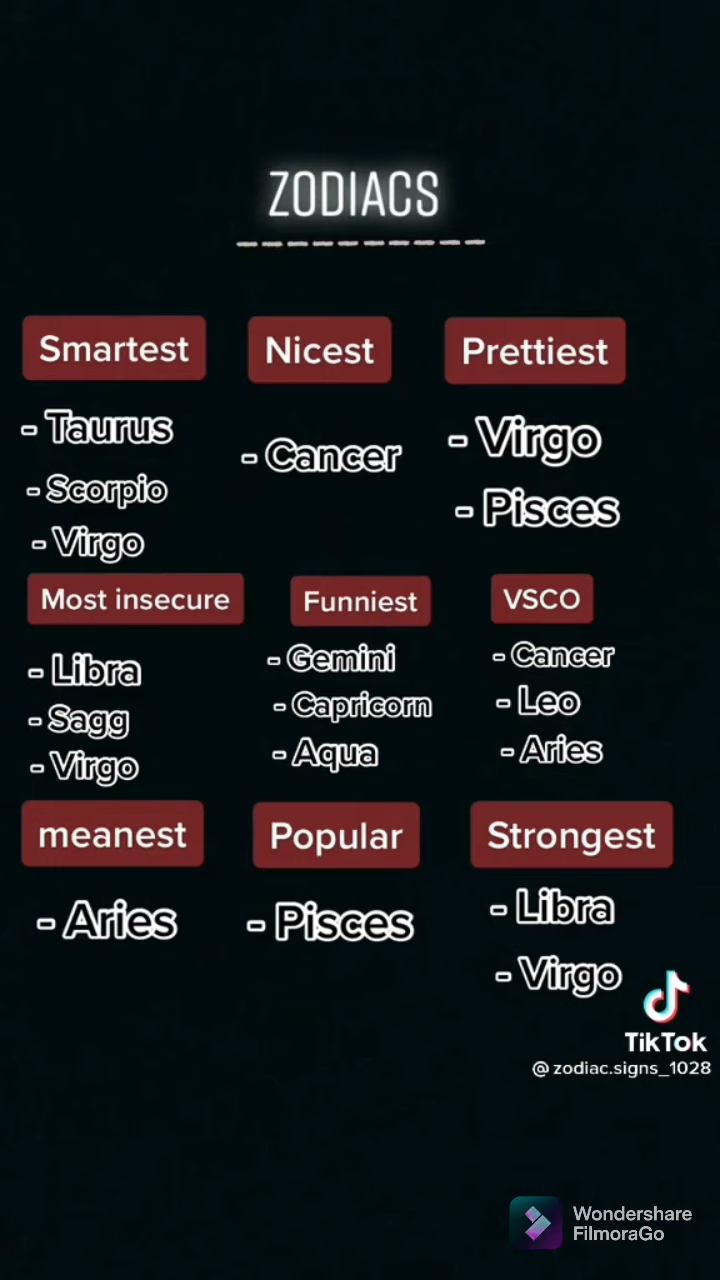 ZODIACS
Smartest
- Taurus
- Scorpio
- Virgo
Nicest
- Cancer
Prettiest
- Virgo
- Pisces
Most insecure
- Libra
- Sagg
- Virgo
Funniest
- Gemini
- Capricorn
- Aqua
VSCO
- Cancer
- Leo
- Aries
meanest
- Aries
Popular
- Pisces
Strongest
- Libra
- Virgo
TikTok
@zodiac.signs_1028
Wondershare
FilmoraGo